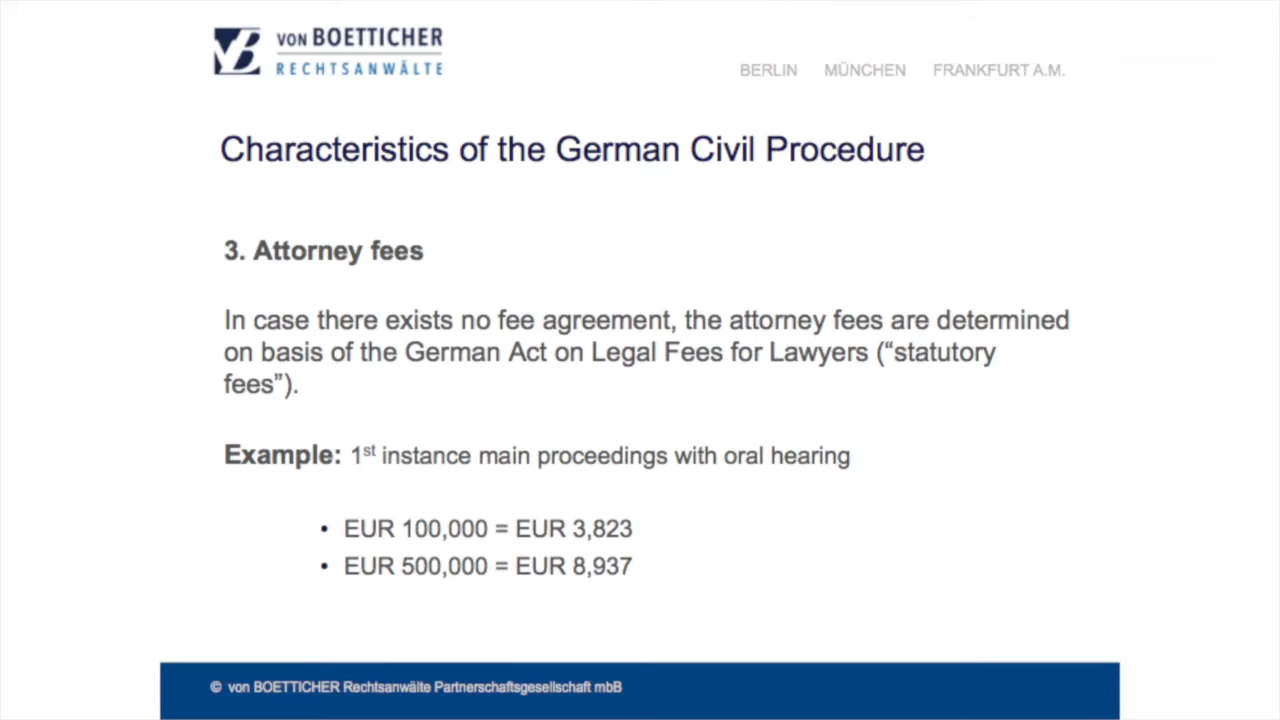 VON BOETTICHER
RECHTSANWÄLTE
BERLIN MÜNCHEN FRANKFURT A.M.
Characteristics of the German Civil Procedure
3. Attorney fees
In case there exists no fee agreement, the attorney fees are determined
on basis of the German Act on Legal Fees for Lawyers (“statutory
fees”).
Example: 1st instance main proceedings with oral hearing
• EUR 100,000 = EUR 3,823
• EUR 500,000 = EUR 8,937
© von BOETTICHER Rechtsanwälte Partnerschaftsgesellschaft mbB